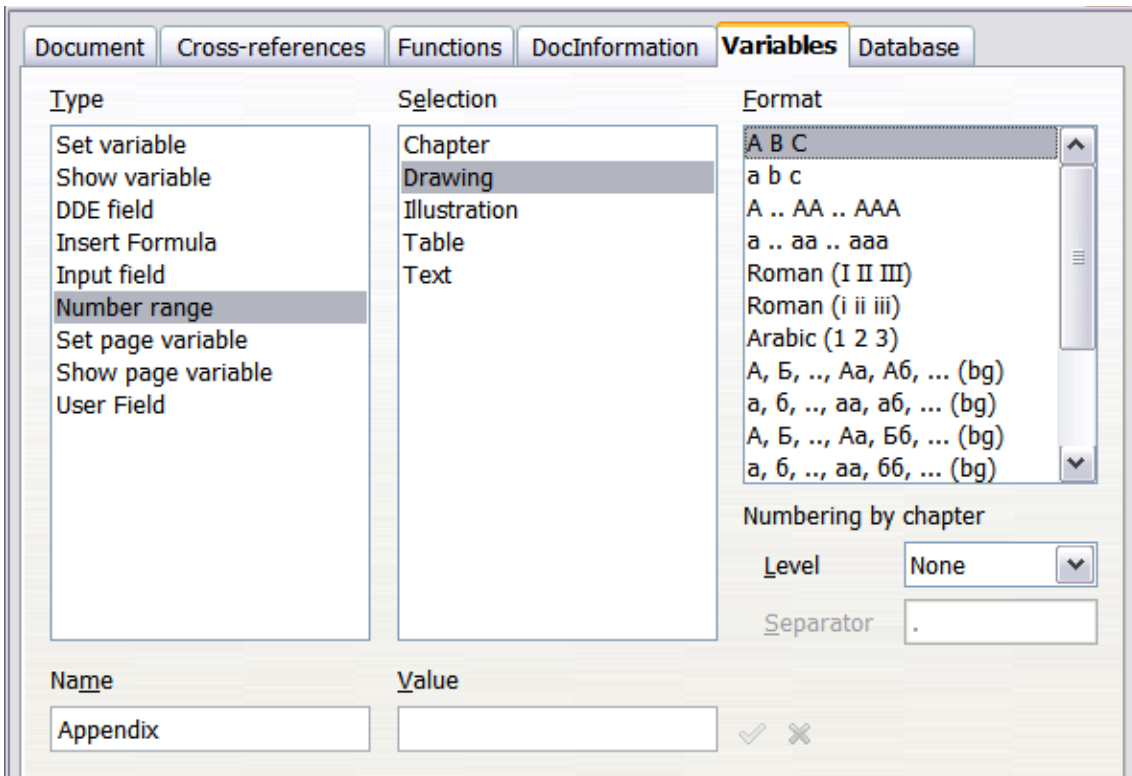 Document Cross-references Functions DocInformation Variables Database
Type
Set variable
Show variable
DDE field
Insert Formula
Input field
Number range
Set page variable
Show page variable
User Field
Selection
Chapter
Drawing
Illustration
Table
Text
Format
A B C
a b c
A .. AA .. AAA
a .. aa .. aaa
Roman (I II III)
Roman (i ii iii)
Arabic (1 2 3)
А, Б, .., Аа, Аб, ... (bg)
а, б, .., аа, аб, ... (bg)
А, Б, .., Аа, Бб, ... (bg)
а, б, .., аа, бб, ... (bg)
Numbering by chapter
Level None
Separator .
Name
Appendix
Value